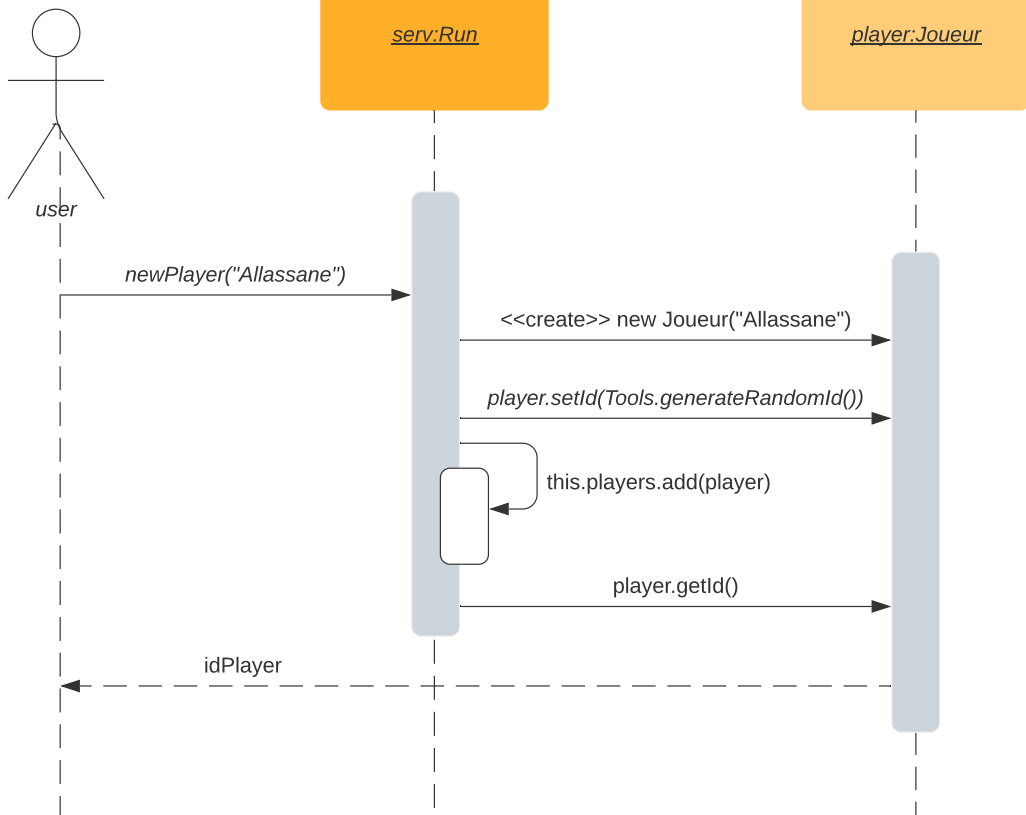 serv:Run
player:Joueur
user
newPlayer("Allassane")
<<create>> new Joueur("Allassane")
player.setId(Tools.generateRandomId())
this.players.add(player)
player.getId()
idPlayer